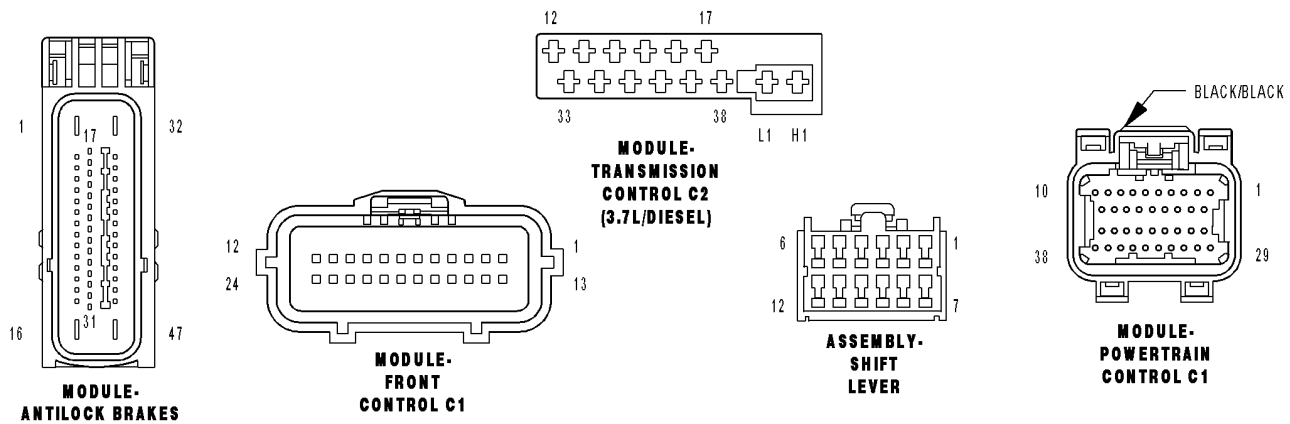 12 17
33 38
L1 H1
MODULE-
TRANSMISSION
CONTROL C2
(3.7L/DIESEL)
1 17 32
16 31 47
MODULE-
ANTILOCK BRAKES
12 1
24 13
MODULE-
FRONT
CONTROL C1
6 1
12 7
ASSEMBLY-
SHIFT
LEVER
BLACK/BLACK
10 1
38 29
MODULE-
POWERTRAIN
CONTROL C1